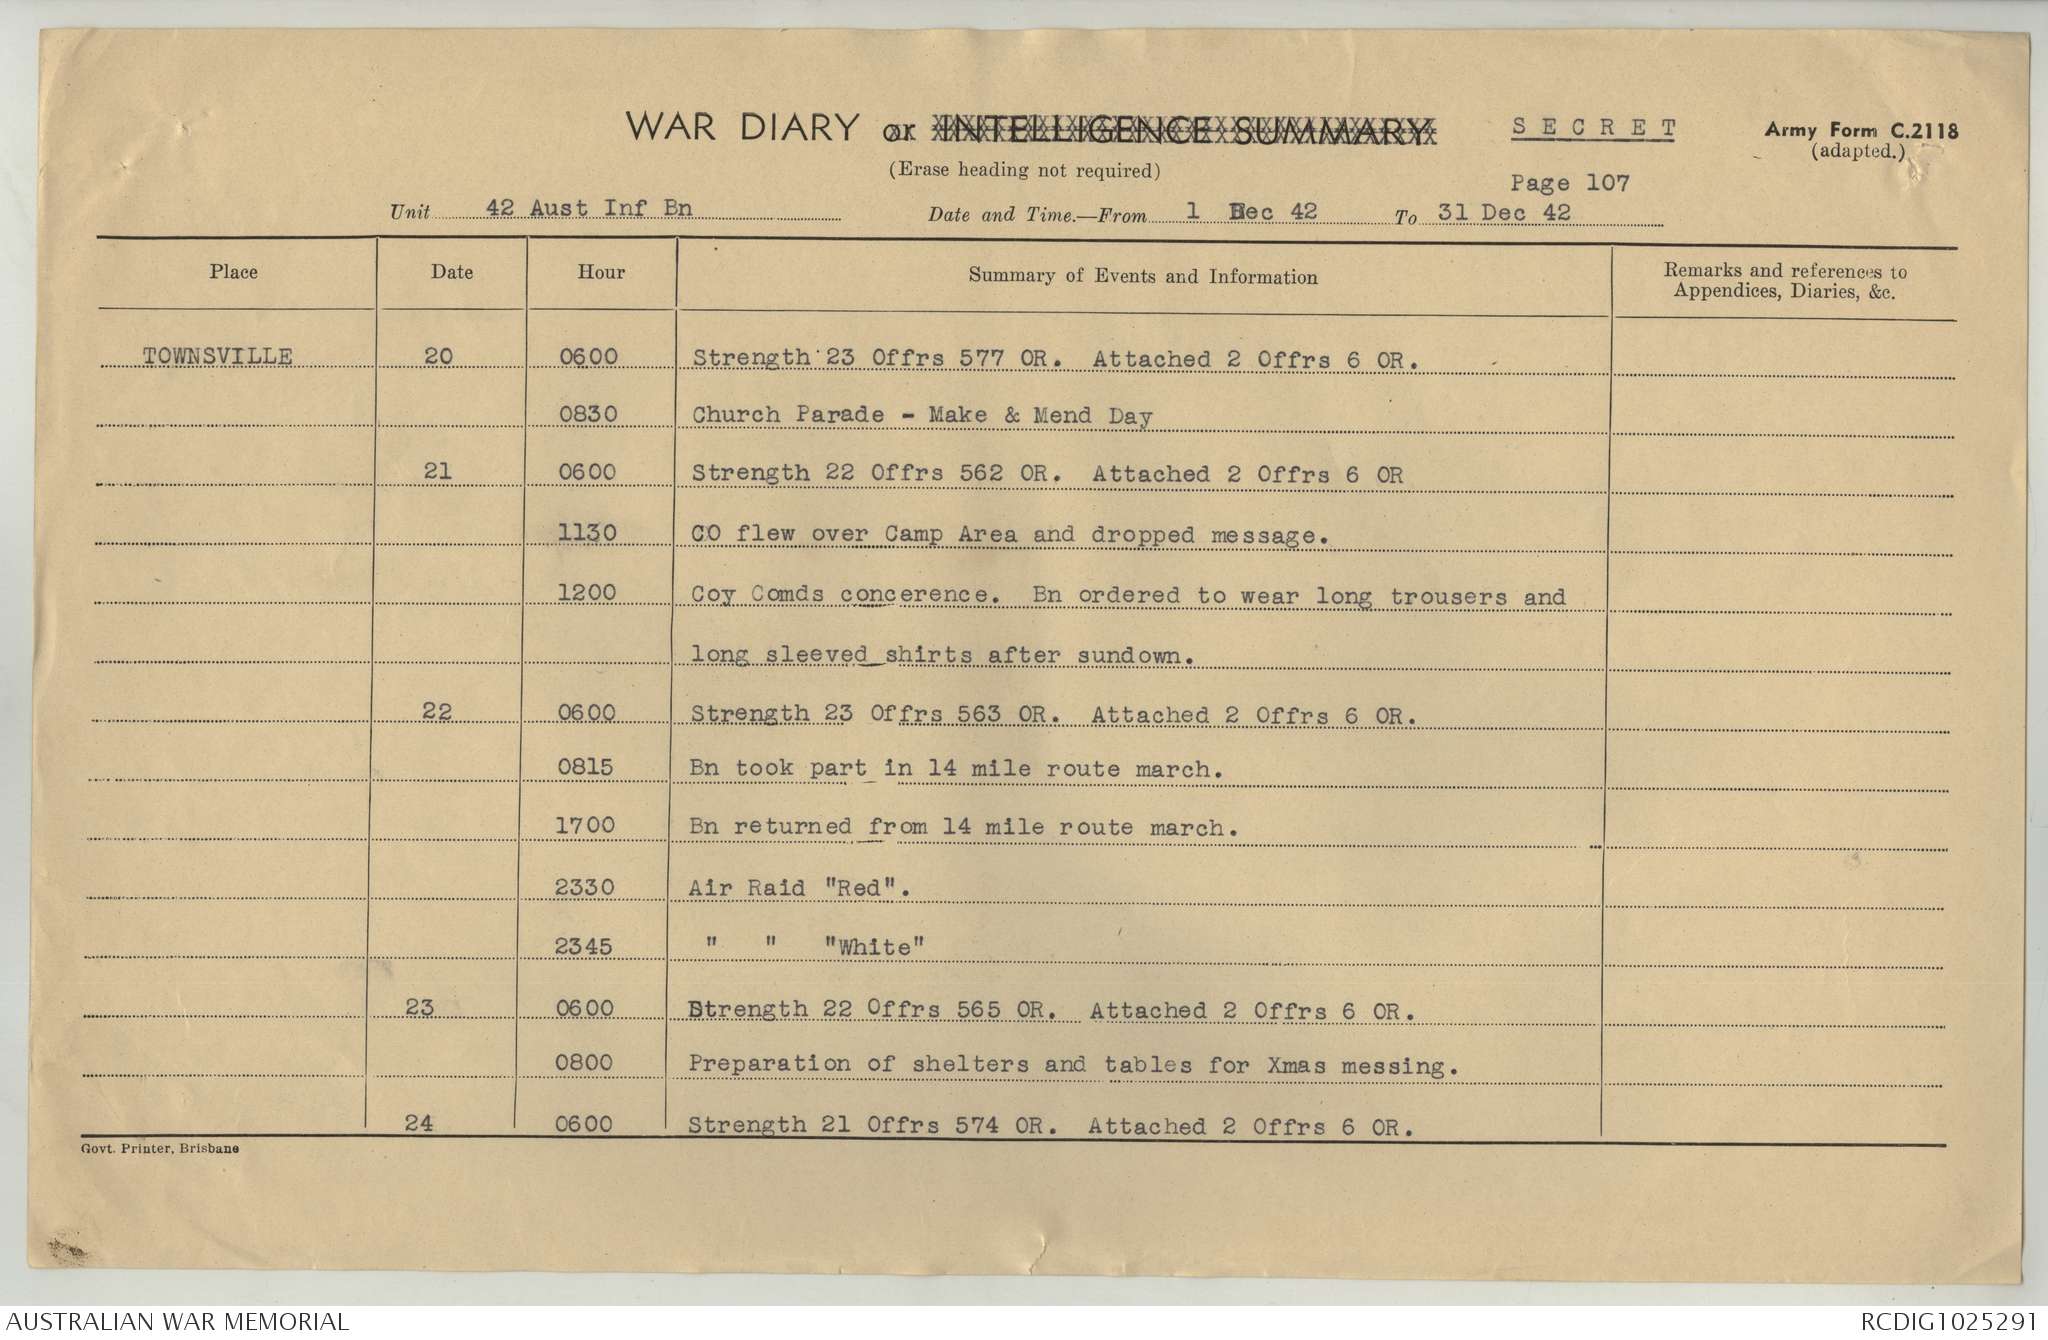 WAR DIARY or INTELLIGENCE SUMMARY
SECRET
Army Form C.2118
(adapted.)
(Erase heading not required)
Page 107
Unit 42 Aust Inf Bn Date and Time.—From 1 Dec 42 To 31 Dec 42
Place Date Hour Summary of Events and Information Remarks and references to
Appendices, Diaries, &c.
TOWNSVILLE 20 0600 Strength 23 Offrs 577 OR. Attached 2 Offrs 6 OR.
0830 Church Parade - Make & Mend Day
21 0600 Strength 22 Offrs 562 OR. Attached 2 Offrs 6 OR
1130 CO flew over Camp Area and dropped message.
1200 Coy Comds concerence. Bn ordered to wear long trousers and
long sleeved shirts after sundown.
22 0600 Strength 23 Offrs 563 OR. Attached 2 Offrs 6 OR.
0815 Bn took part in 14 mile route march.
1700 Bn returned from 14 mile route march.
2330 Air Raid "Red".
2345 " " "White"
23 0600 Strength 22 Offrs 565 OR. Attached 2 Offrs 6 OR.
0800 Preparation of shelters and tables for Xmas messing.
24 0600 Strength 21 Offrs 574 OR. Attached 2 Offrs 6 OR.
Govt. Printer, Brisbane
AUSTRALIAN WAR MEMORIAL
RCDIG1025291